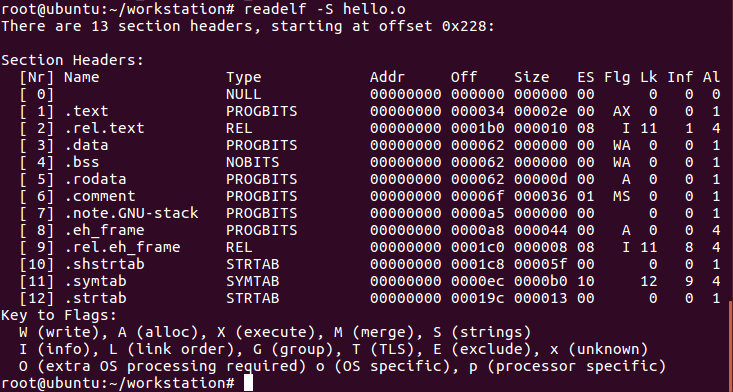 root@ubuntu:~/workstation# readelf -S hello.o
There are 13 section headers, starting at offset 0x228:

Section Headers:
  [Nr] Name              Type            Addr     Off    Size   ES Flg Lk Inf Al
  [ 0]                   NULL            00000000 000000 000000 00      0   0  0
  [ 1] .text             PROGBITS        00000000 000034 00002e 00  AX  0   0  1
  [ 2] .rel.text         REL             00000000 0001b0 000010 08   I 11   1  4
  [ 3] .data             PROGBITS        00000000 000062 000000 00  WA  0   0  1
  [ 4] .bss              NOBITS          00000000 000062 000000 00  WA  0   0  1
  [ 5] .rodata           PROGBITS        00000000 000062 00000d 00   A  0   0  1
  [ 6] .comment          PROGBITS        00000000 00006f 000036 01  MS  0   0  1
  [ 7] .note.GNU-stack   PROGBITS        00000000 0000a5 000000 00      0   0  1
  [ 8] .eh_frame         PROGBITS        00000000 0000a8 000044 00   A  0   0  4
  [ 9] .rel.eh_frame     REL             00000000 0001c0 000008 08   I 11   8  4
  [10] .shstrtab         STRTAB          00000000 0001c8 00005f 00      0   0  1
  [11] .symtab           SYMTAB          00000000 0000ec 0000b0 10     12   9  4
  [12] .strtab           STRTAB          00000000 00019c 000013 00      0   0  1
Key to Flags:
  W (write), A (alloc), X (execute), M (merge), S (strings)
  I (info), L (link order), G (group), T (TLS), E (exclude), x (unknown)
  O (extra OS processing required) o (OS specific), p (processor specific)
root@ubuntu:~/workstation#